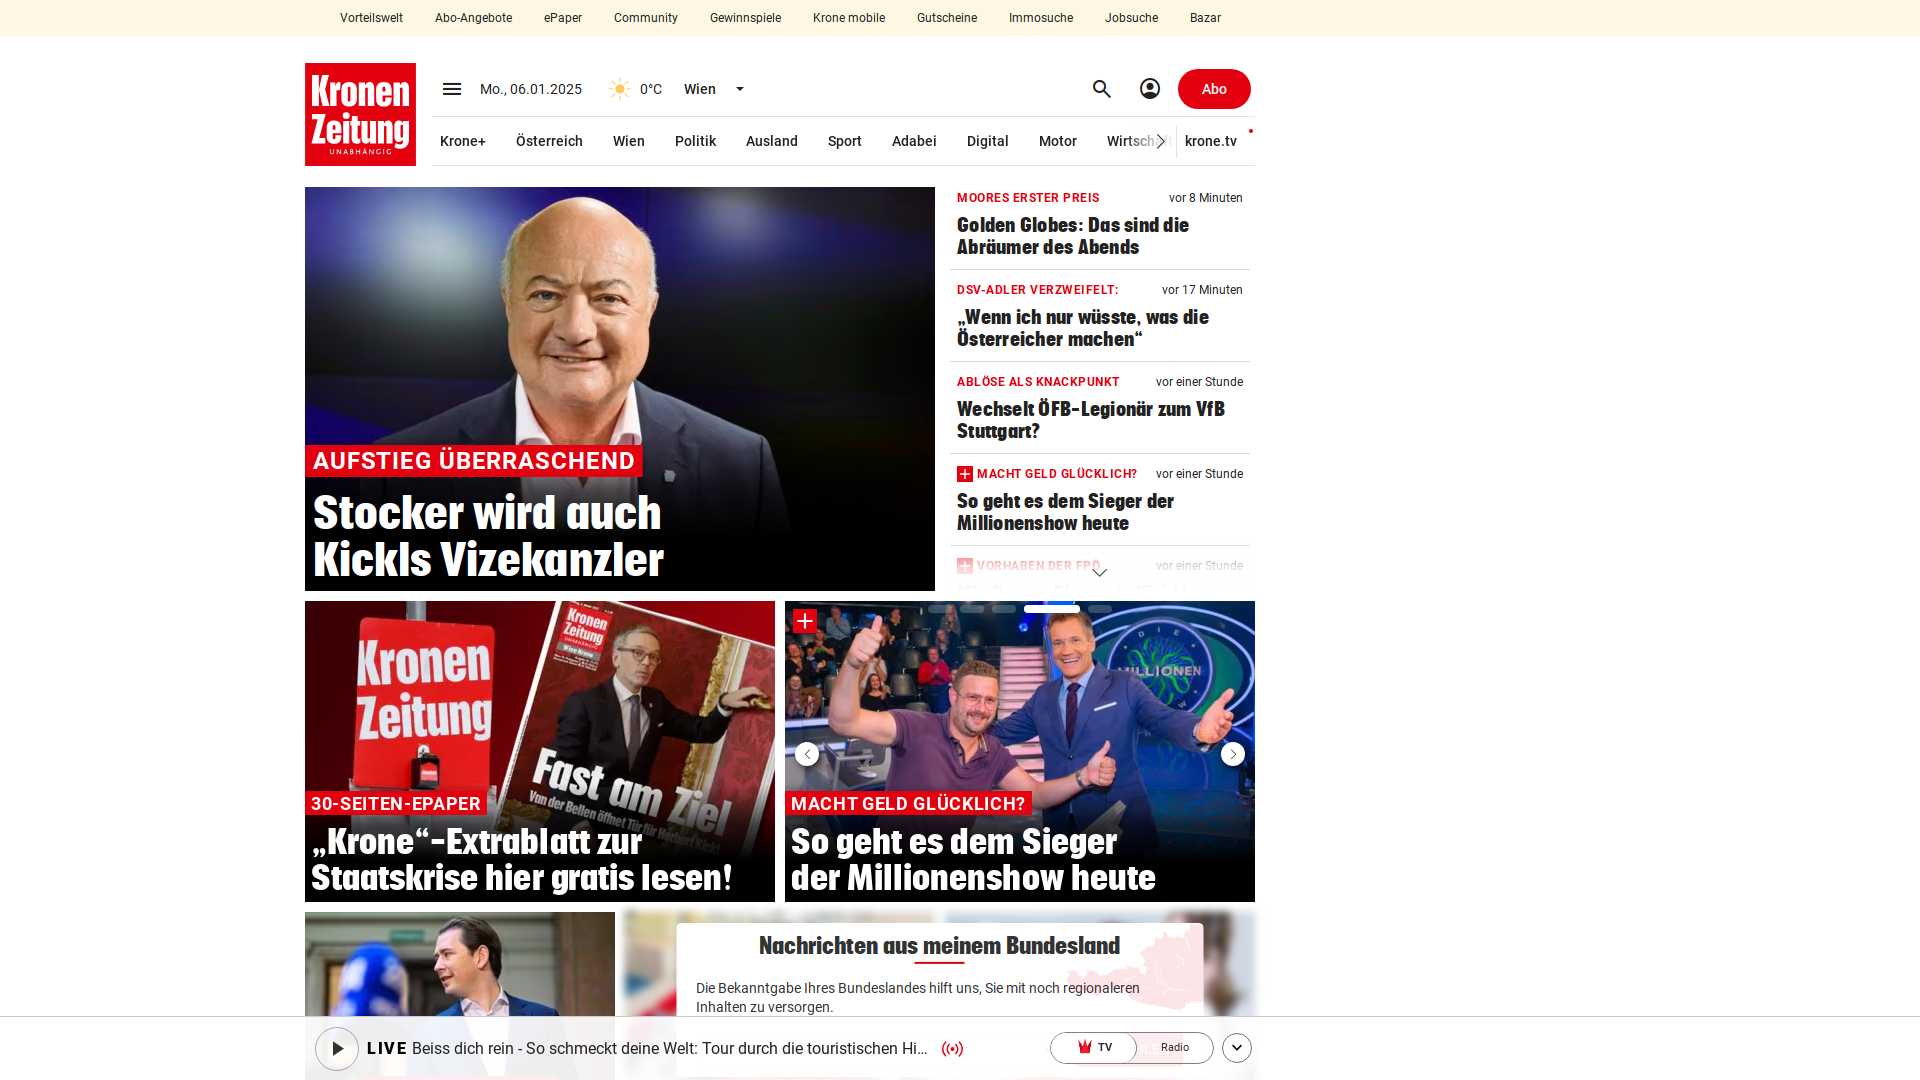 Vorteilswelt Abo-Angebote ePaper Community Gewinnspiele Krone mobile Gutscheine Immosuche Jobsuche Bazar
Kronen
Zeitung
UNABHÄNGIG
Mo., 06.01.2025 0°C Wien
Abo
Krone+ Österreich Wien Politik Ausland Sport Adabei Digital Motor Wirtschaft krone.tv
AUFSTIEG ÜBERRASCHEND
Stocker wird auch
Kickls Vizekanzler
MOORES ERSTER PREIS vor 8 Minuten
Golden Globes: Das sind die
Abräumer des Abends
DSV-ADLER VERZWEIFELT: vor 17 Minuten
„Wenn ich nur wüsste, was die
Österreicher machen“
ABLÖSE ALS KNACKPUNKT vor einer Stunde
Wechselt ÖFB-Legionär zum VfB
Stuttgart?
MACHT GELD GLÜCKLICH? vor einer Stunde
So geht es dem Sieger der
Millionenshow heute
VORHABEN DER FPÖ vor einer Stunde
Kronen
Zeitung
Kronen
Zeitung
UNABHÄNGIG
Fast am Ziel
Van der Bellen öffnet Tür für Herbert Kickl
30-SEITEN-EPAPER
„Krone“-Extrablatt zur
Staatskrise hier gratis lesen!
DIE
MILLIONEN
SHOW
MACHT GELD GLÜCKLICH?
So geht es dem Sieger
der Millionenshow heute
Nachrichten aus meinem Bundesland
Die Bekanntgabe Ihres Bundeslandes hilft uns, Sie mit noch regionaleren
Inhalten zu versorgen.
LIVE Beiss dich rein - So schmeckt deine Welt: Tour durch die touristischen Hi...
TV Radio